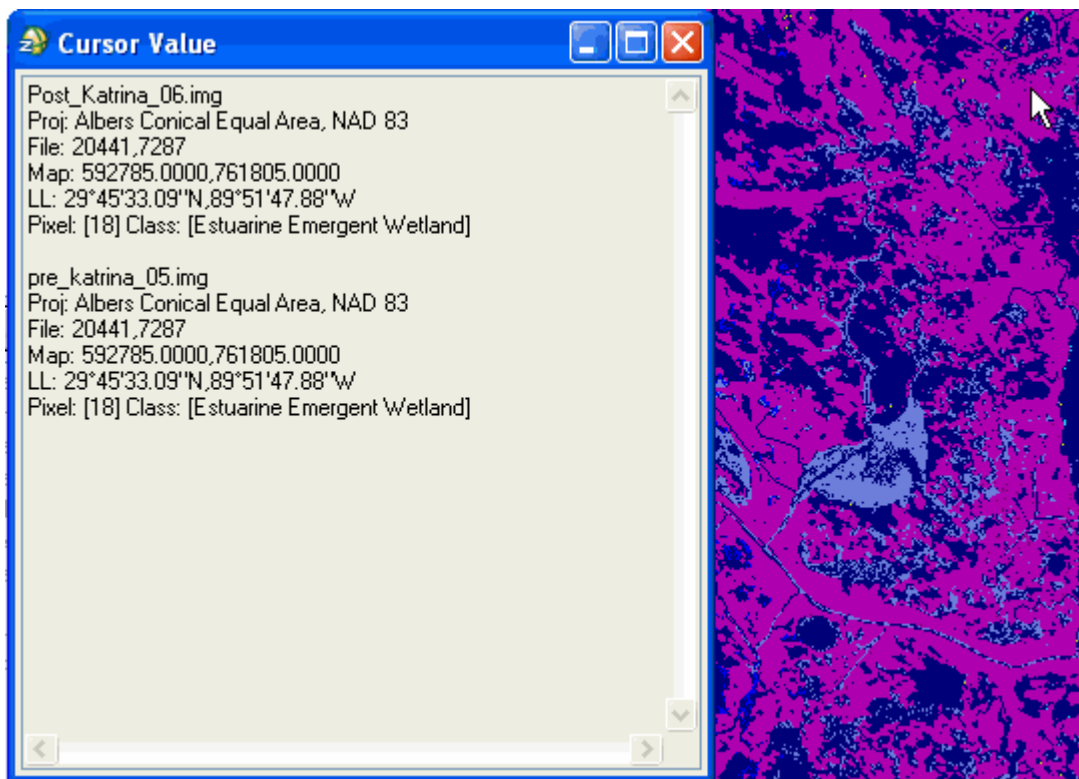 Cursor Value
Post_Katrina_06.img
Proj: Albers Conical Equal Area, NAD 83
File: 20441,7287
Map: 592785.0000,761805.0000
LL: 29°45'33.09"N,89°51'47.88"W
Pixel: [18] Class: [Estuarine Emergent Wetland]
pre_katrina_05.img
Proj: Albers Conical Equal Area, NAD 83
File: 20441,7287
Map: 592785.0000,761805.0000
LL: 29°45'33.09"N,89°51'47.88"W
Pixel: [18] Class: [Estuarine Emergent Wetland]